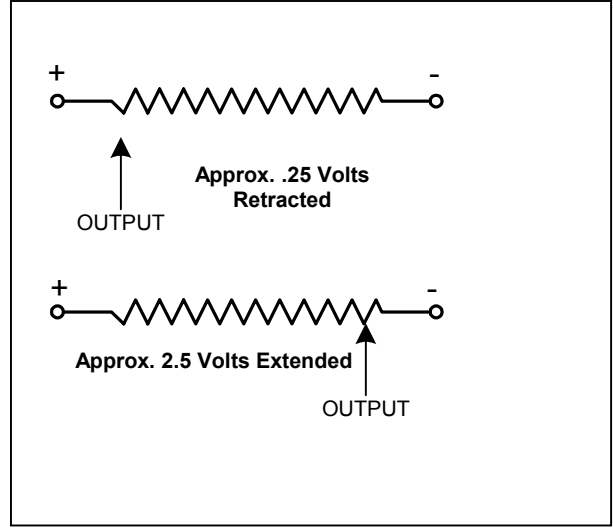 + -
Approx. .25 Volts
Retracted
OUTPUT
+ -
Approx. 2.5 Volts Extended
OUTPUT